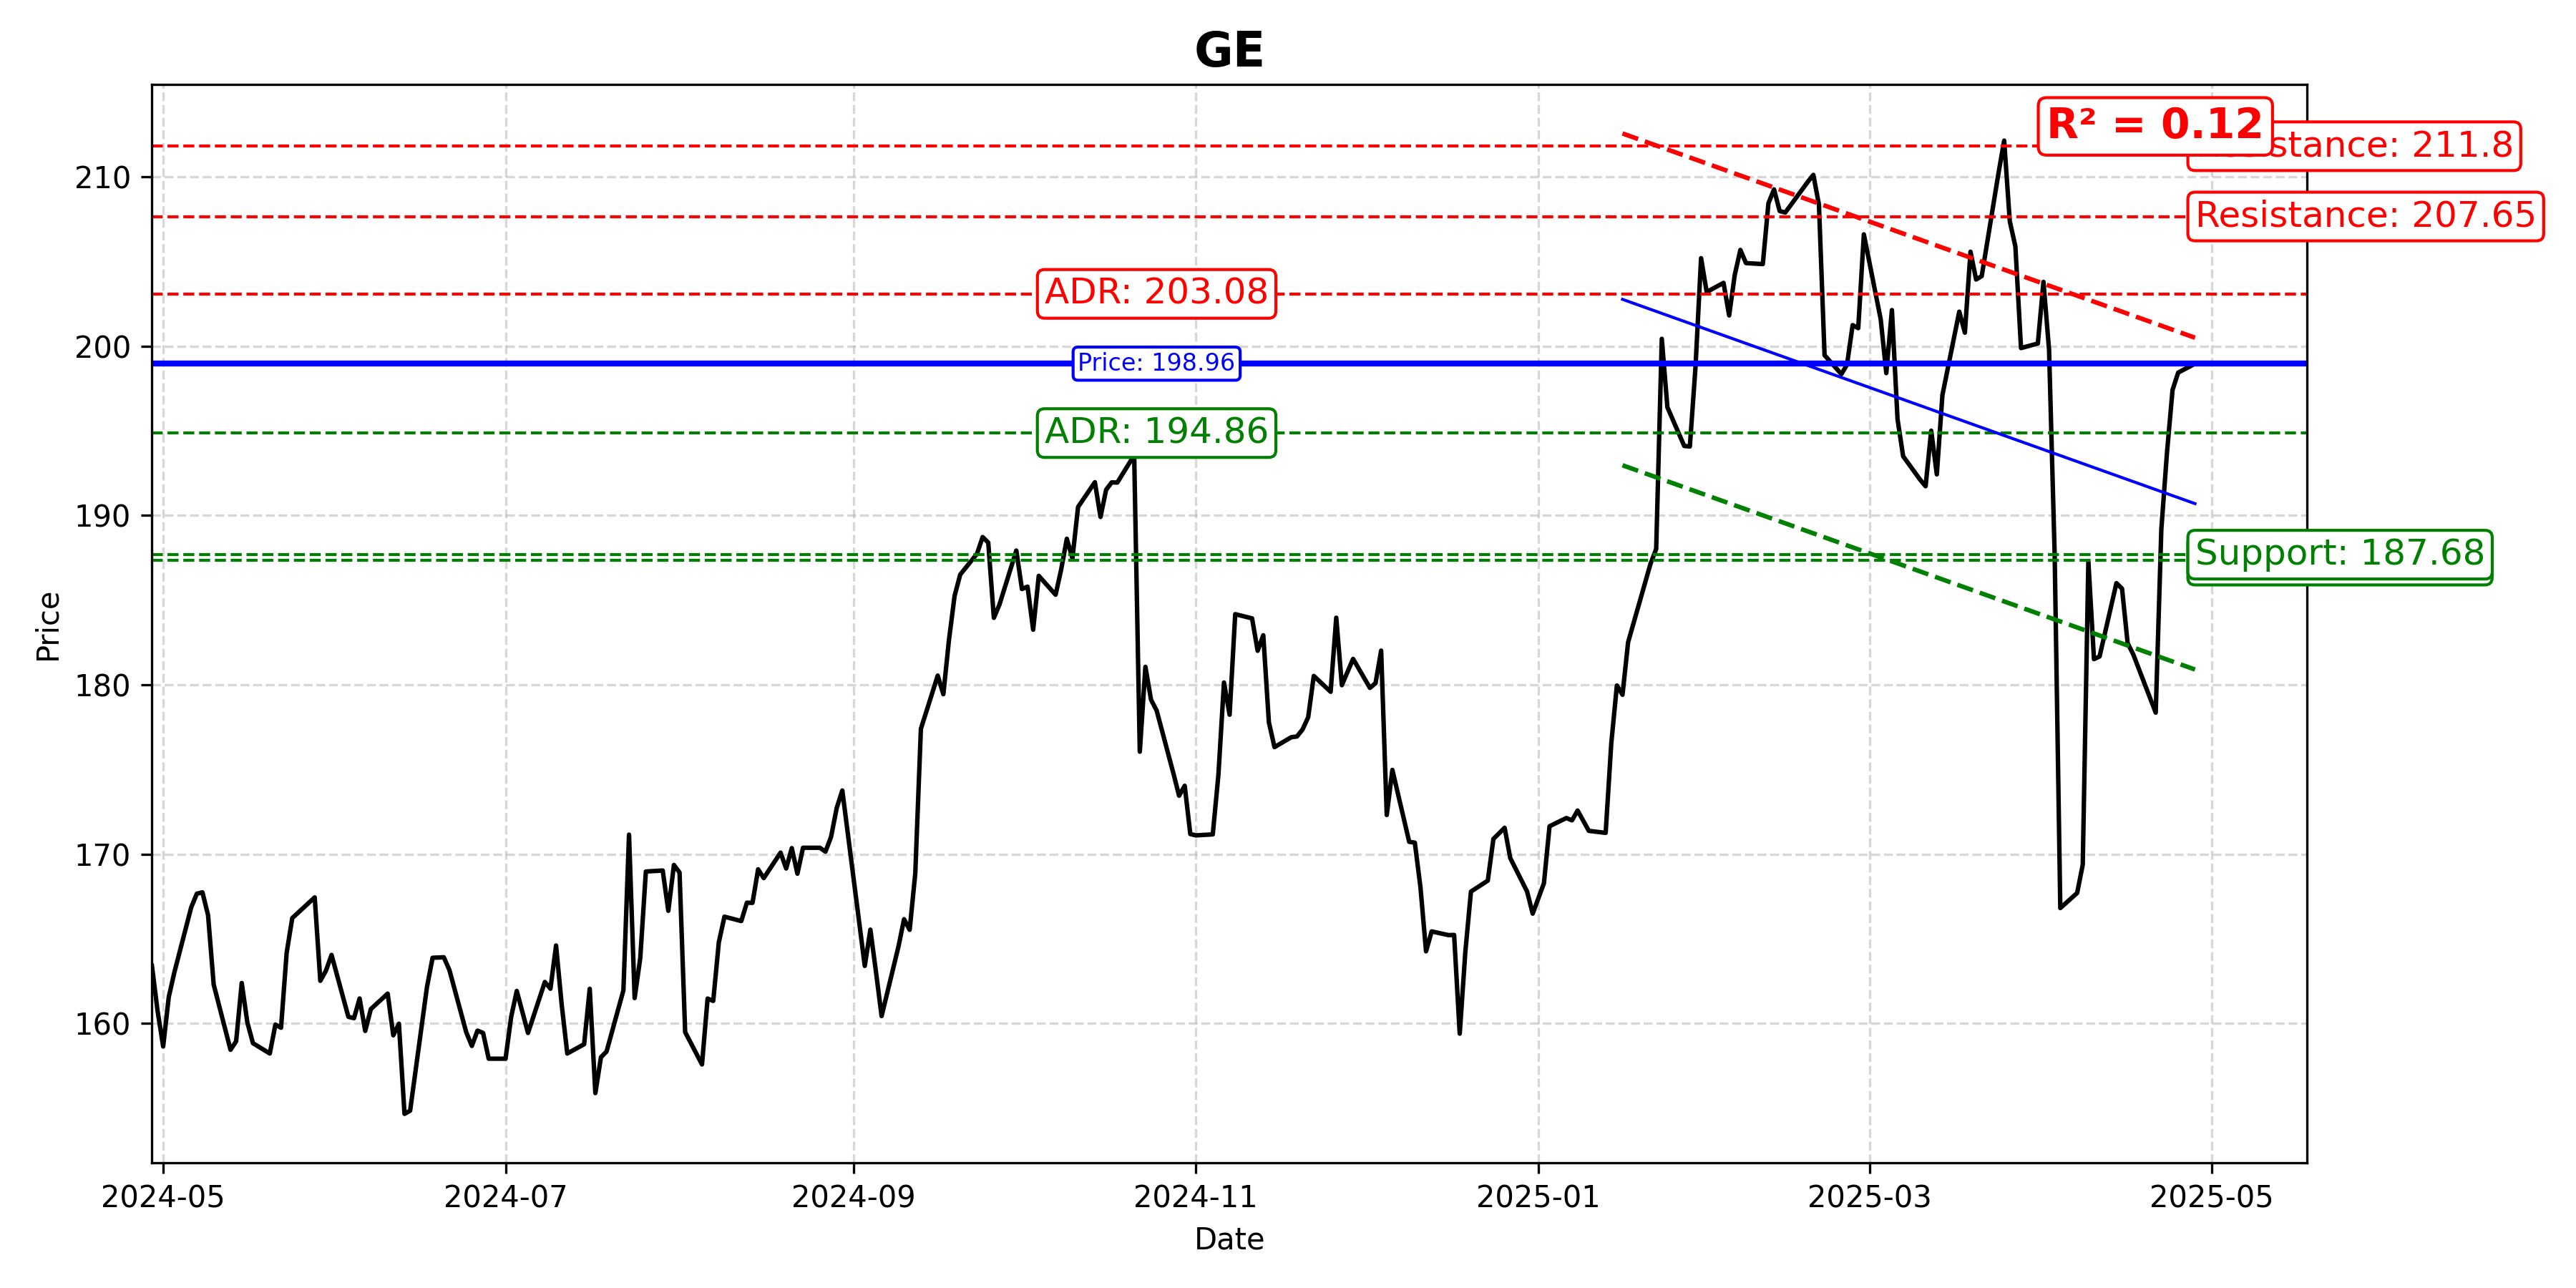 GE
R² = 0.12
stance: 211.8
Resistance: 207.65
ADR: 203.08
Price: 198.96
ADR: 194.86
Support: 187.68
Price
210
200
190
180
170
160
2024-05
2024-07
2024-09
2024-11
2025-01
2025-03
2025-05
Date